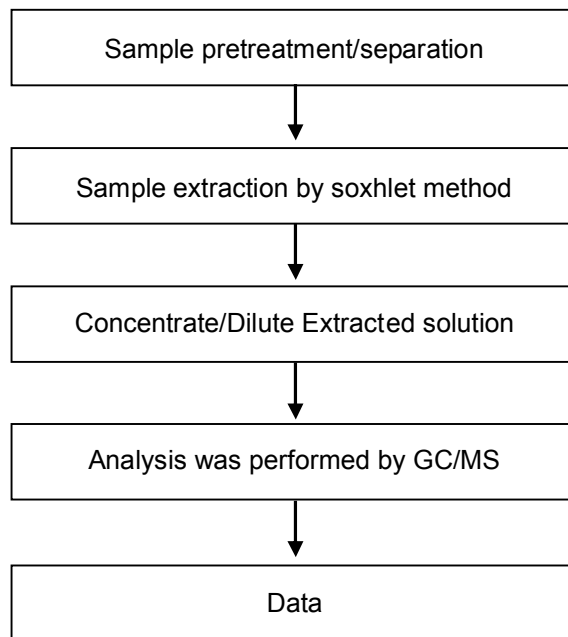 Sample pretreatment/separation
Sample extraction by soxhlet method
Concentrate/Dilute Extracted solution
Analysis was performed by GC/MS
Data